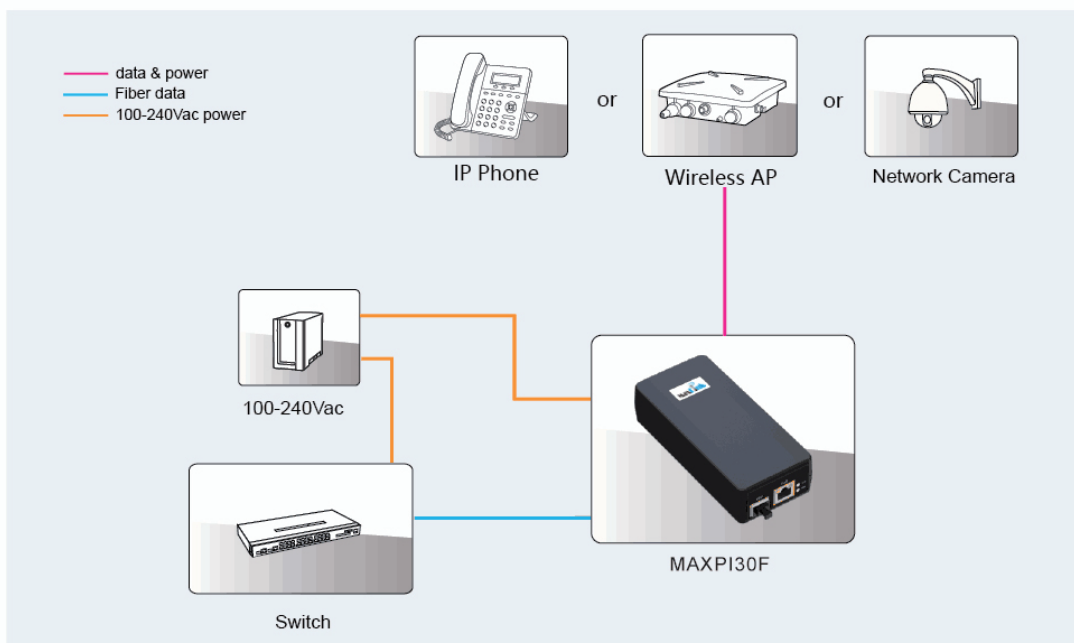 data & power
Fiber data
100-240Vac power
or
or
IP Phone
Wireless AP
Network Camera
100-240Vac
MAXPI30F
Switch